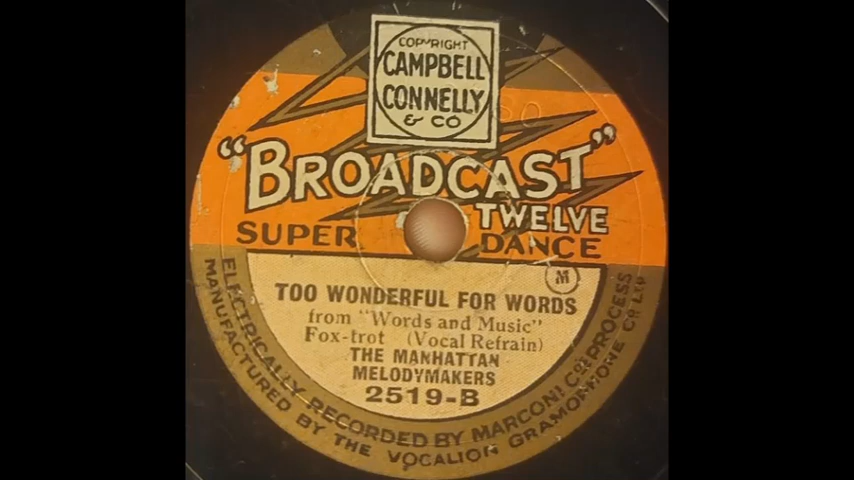 COPYRIGHT
CAMPBELL
CONNELLY
& CO
"BROADCAST"
TWELVE
SUPER DANCE
M
TOO WONDERFUL FOR WORDS
from "Words and Music"
Fox-trot (Vocal Refrain)
THE MANHATTAN
MELODYMAKERS
2519-B
ELECTRICALLY RECORDED BY MARCONI CO'S PROCESS
MANUFACTURED BY THE VOCALION GRAMOPHONE CO LTD